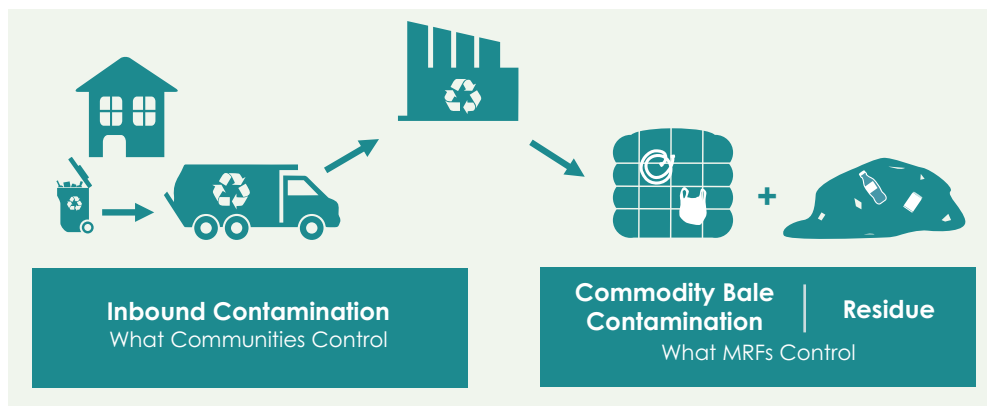 Inbound Contamination
What Communities Control
Commodity Bale
Contamination
Residue
What MRFs Control